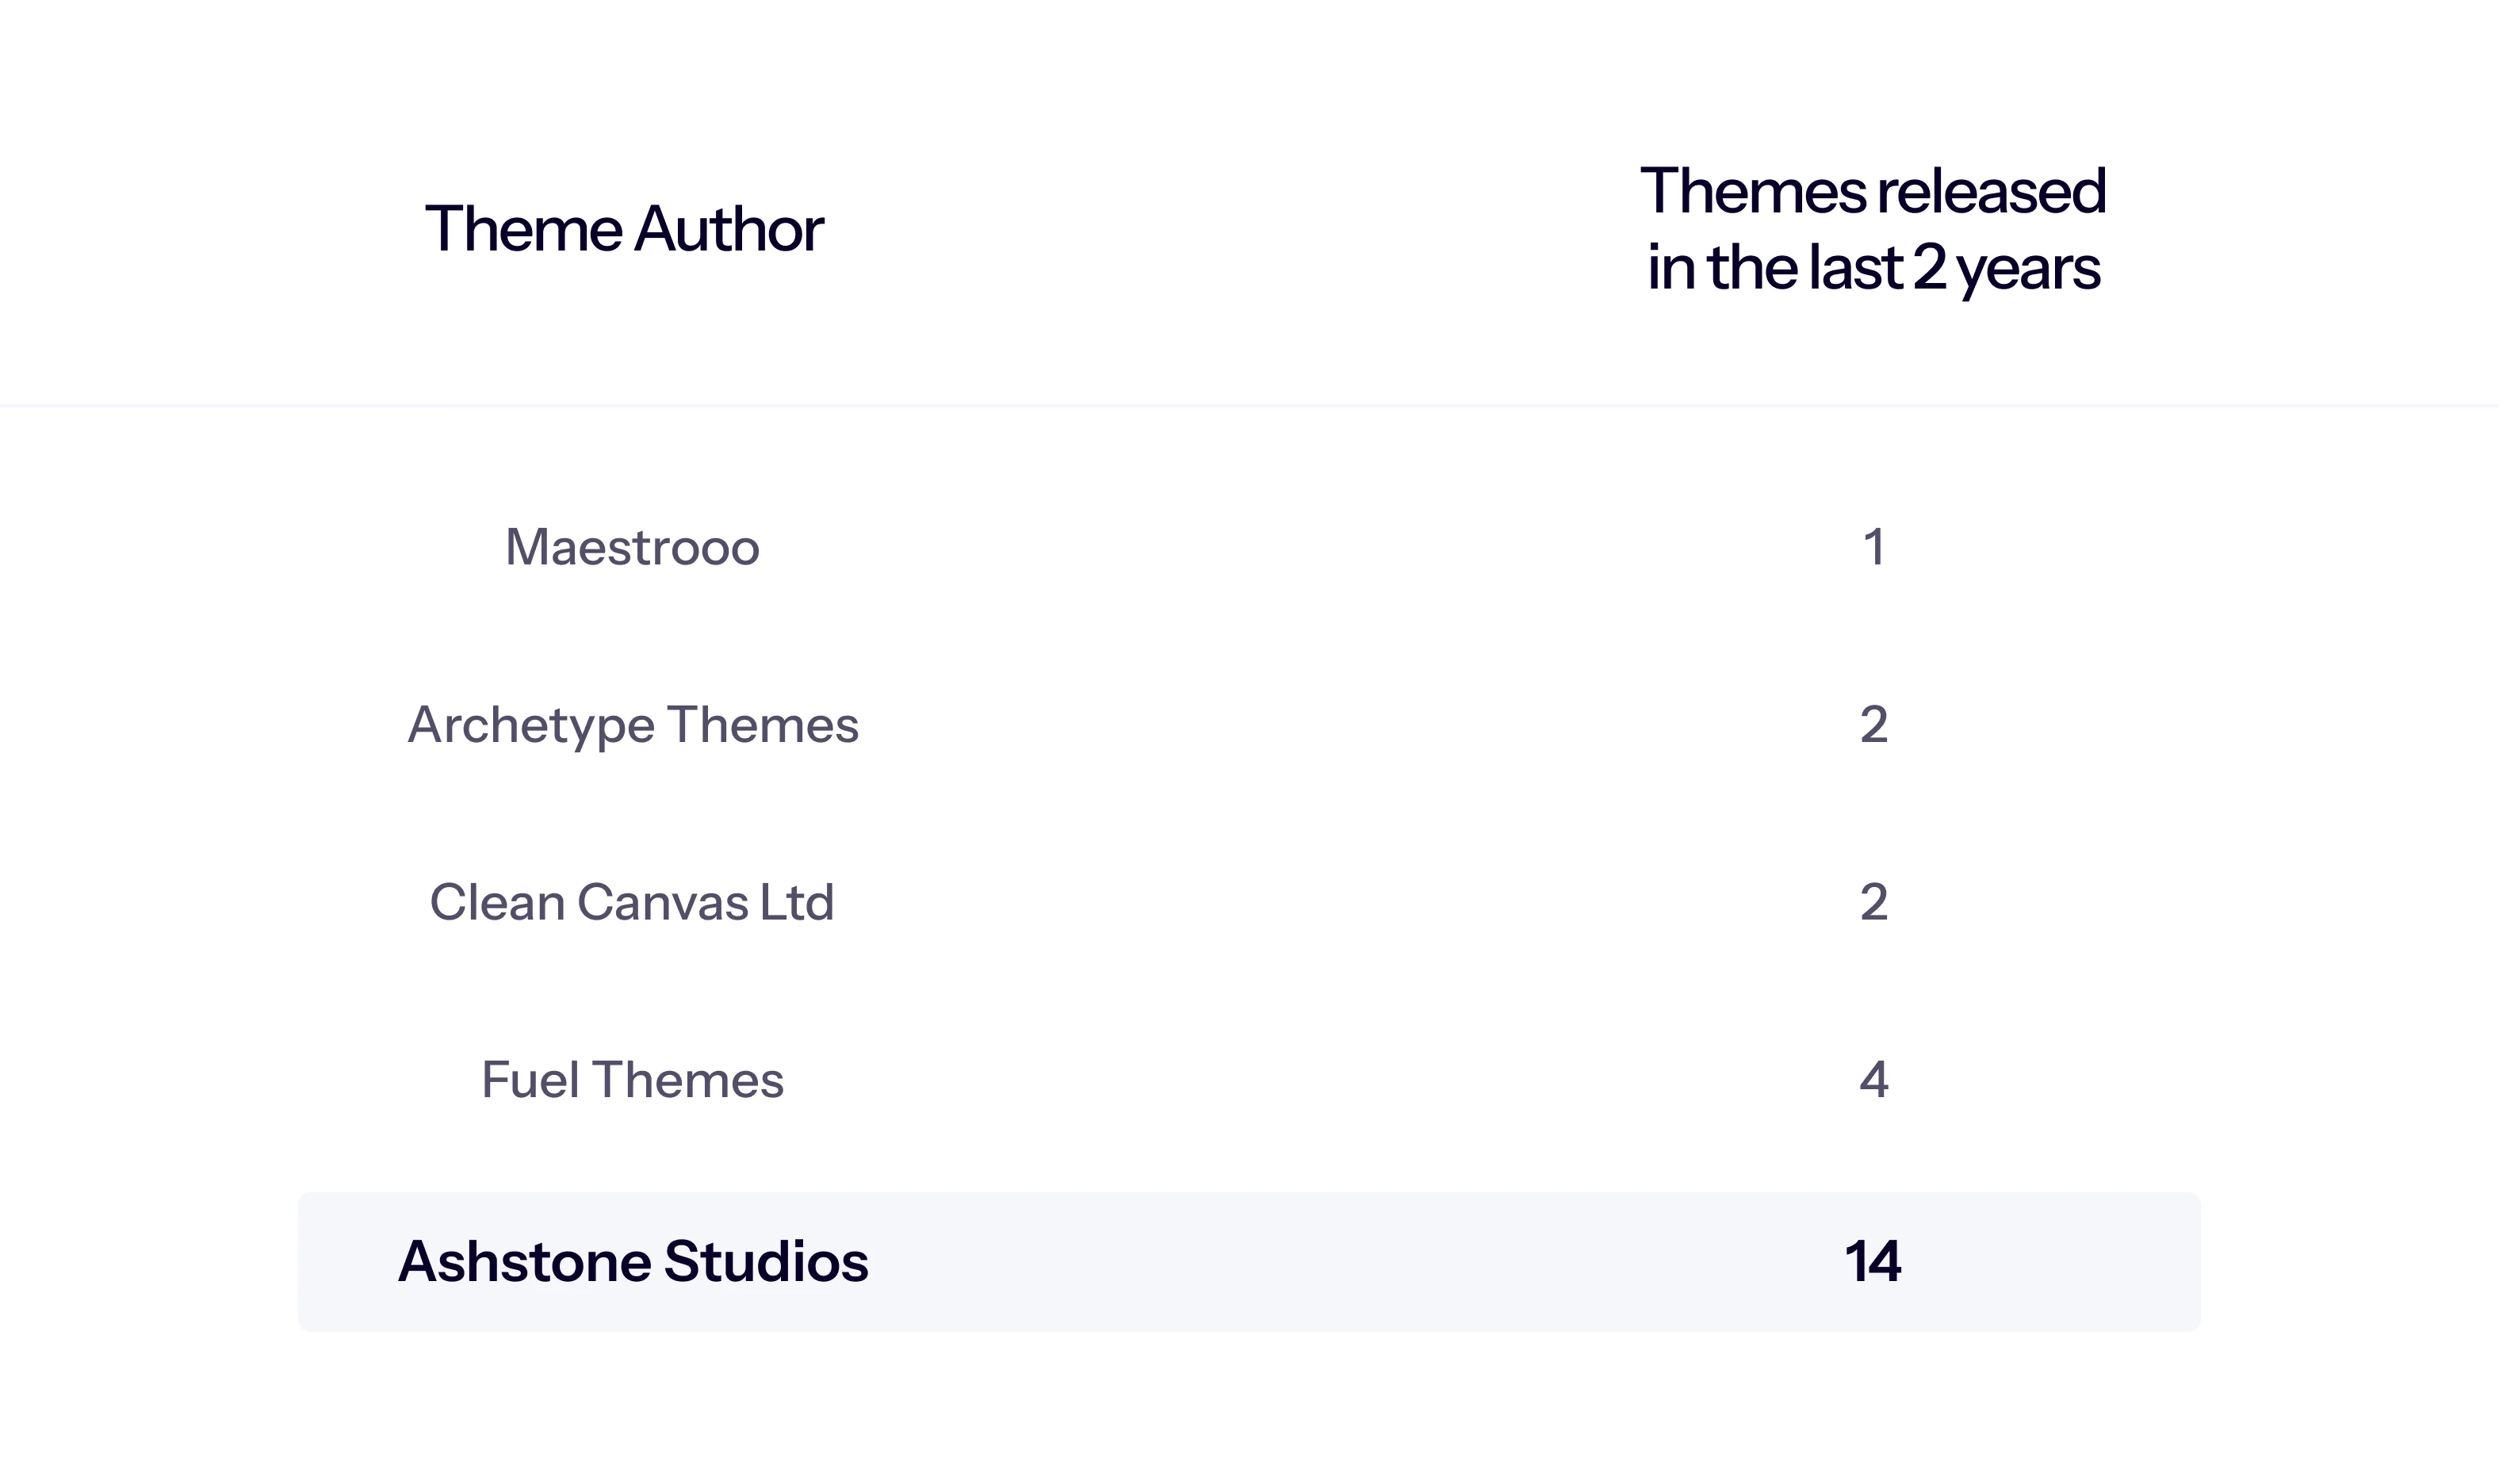 Theme Author
Themes released
in the last 2 years
Maestrooo 1
Archetype Themes 2
Clean Canvas Ltd 2
Fuel Themes 4
Ashstone Studios 14